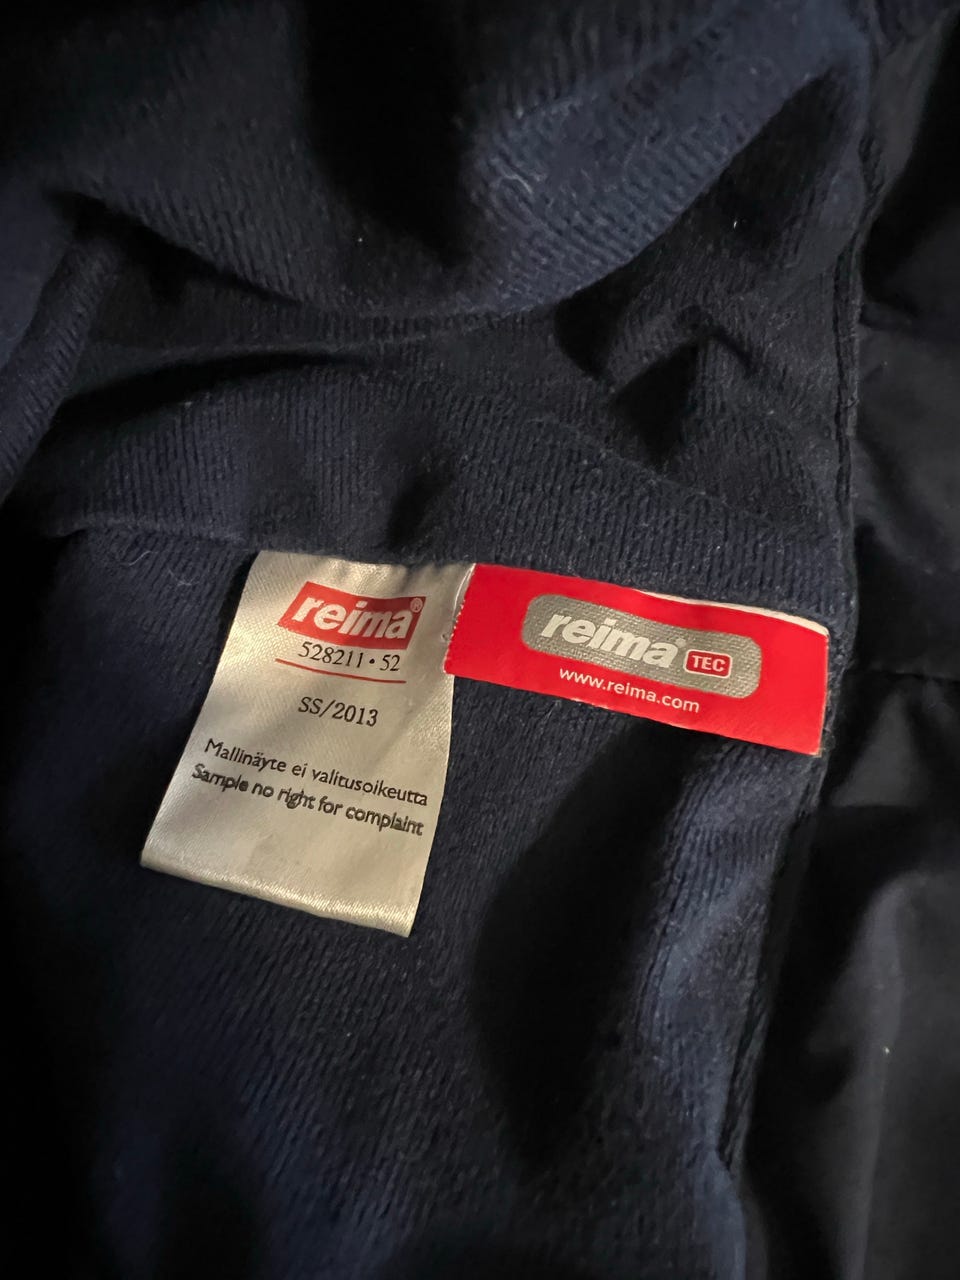 reima®
528211 • 52
SS/2013
Mallinäyte ei valitusoikeutta
Sample no right for complaint
reima TEC
www.reima.com